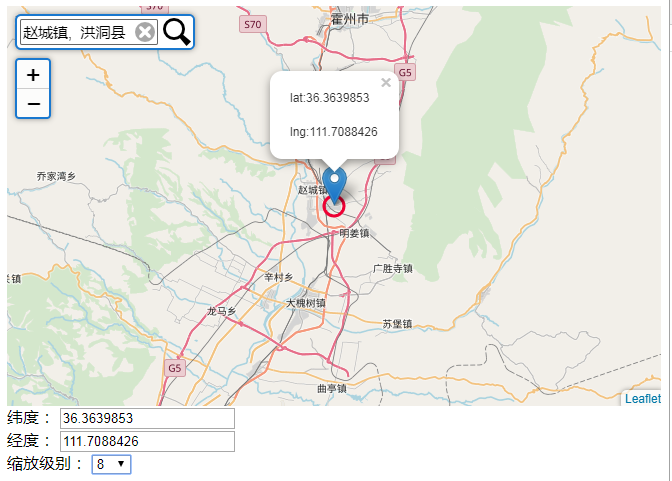 S70
S70
霍州市
赵城镇, 洪洞县
+
−
G5
×
lat:36.3639853
lng:111.7088426
乔家湾乡
赵城镇
明姜镇
广胜寺镇
镇
辛村乡
大槐树镇
龙马乡
苏堡镇
G5
曲亭镇
Leaflet
纬度： 36.3639853
经度： 111.7088426
缩放级别： 8